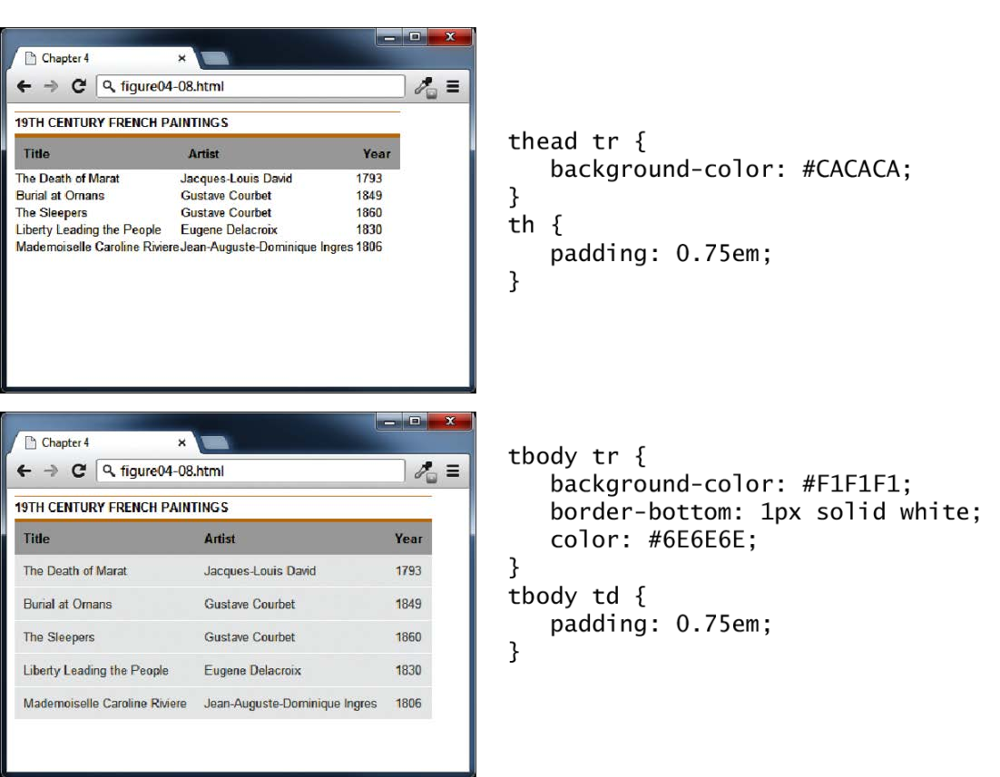 Chapter 4
figure04-08.html
19TH CENTURY FRENCH PAINTINGS
Title Artist Year
The Death of Marat Jacques-Louis David 1793
Burial at Ornans Gustave Courbet 1849
The Sleepers Gustave Courbet 1860
Liberty Leading the People Eugene Delacroix 1830
Mademoiselle Caroline Riviere Jean-Auguste-Dominique Ingres 1806
thead tr {
background-color: #CACACA;
}
th {
padding: 0.75em;
}
Chapter 4
figure04-08.html
19TH CENTURY FRENCH PAINTINGS
Title Artist Year
The Death of Marat Jacques-Louis David 1793
Burial at Ornans Gustave Courbet 1849
The Sleepers Gustave Courbet 1860
Liberty Leading the People Eugene Delacroix 1830
Mademoiselle Caroline Riviere Jean-Auguste-Dominique Ingres 1806
tbody tr {
background-color: #F1F1F1;
border-bottom: 1px solid white;
color: #6E6E6E;
}
tbody td {
padding: 0.75em;
}